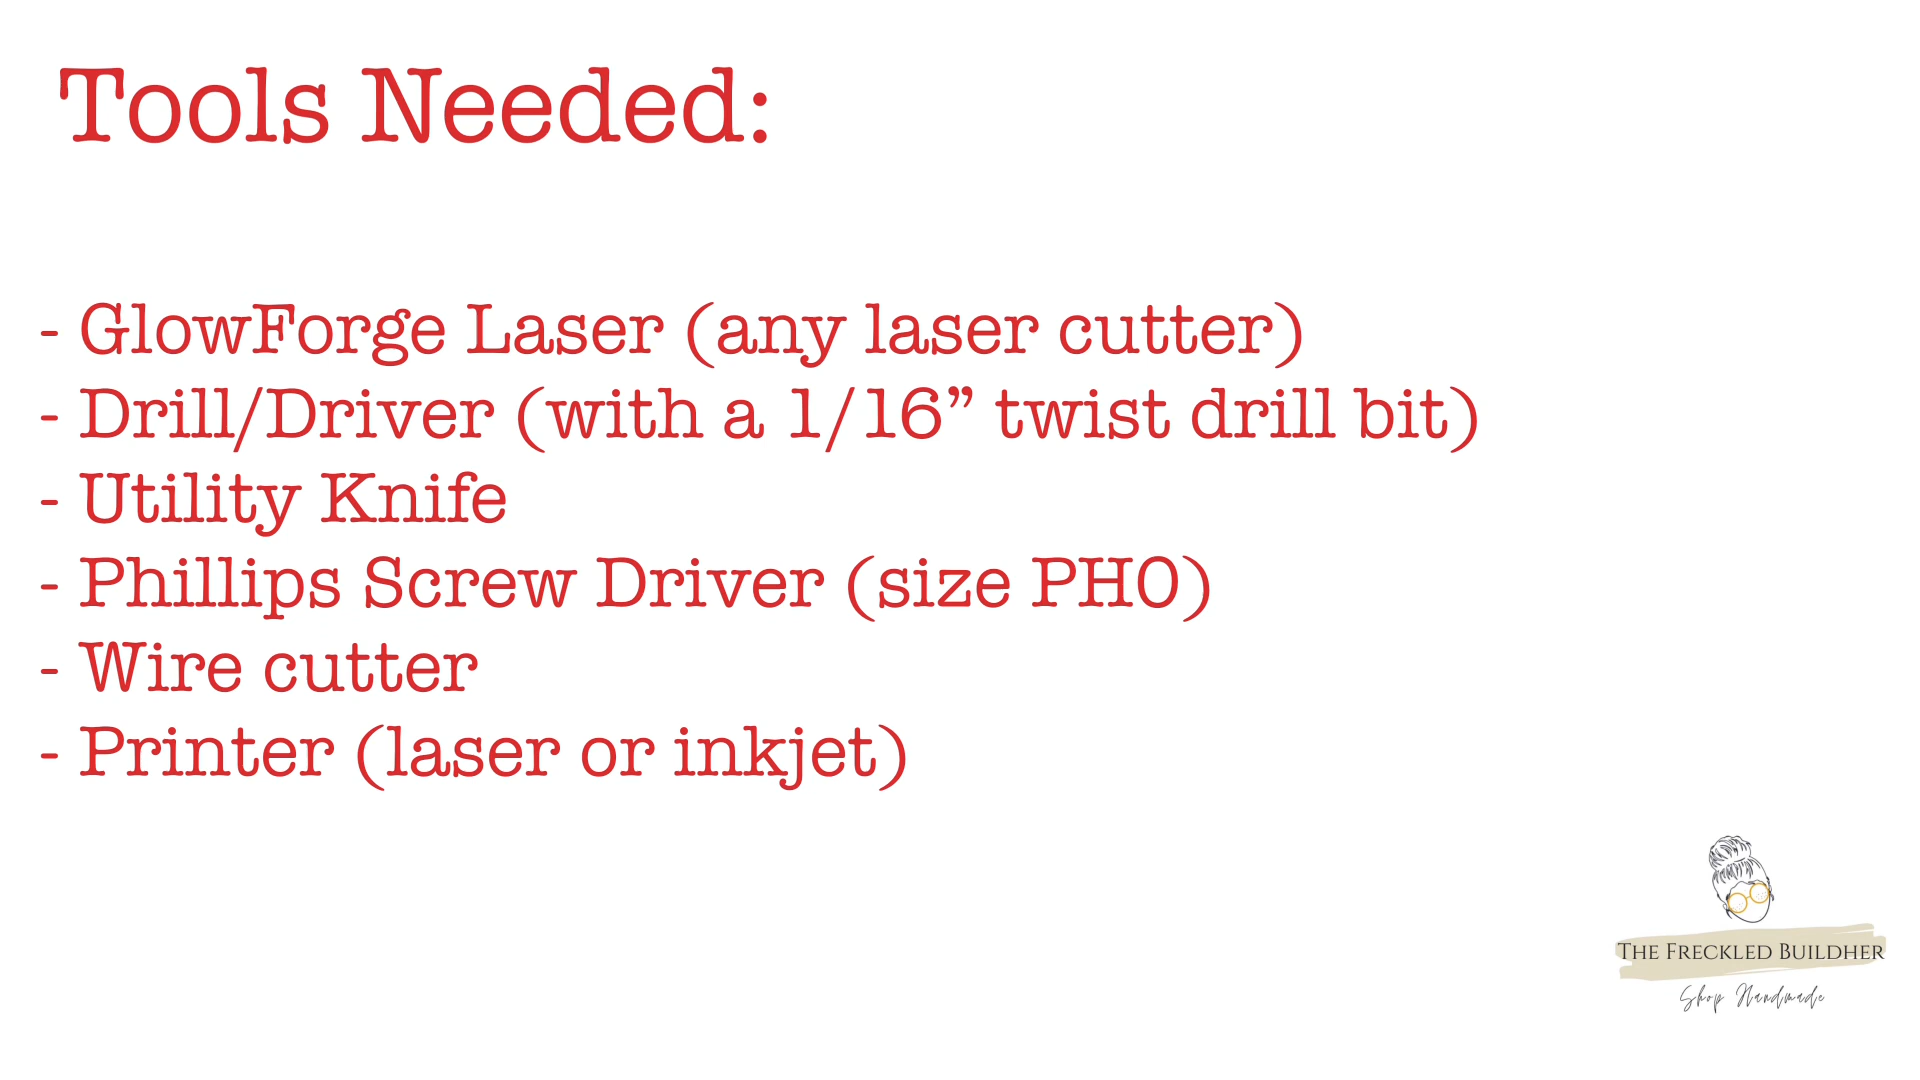 Tools Needed:
- GlowForge Laser (any laser cutter)
- Drill/Driver (with a 1/16” twist drill bit)
- Utility Knife
- Phillips Screw Driver (size PH0)
- Wire cutter
- Printer (laser or inkjet)
THE FRECKLED BUILDHER
Shop Handmade